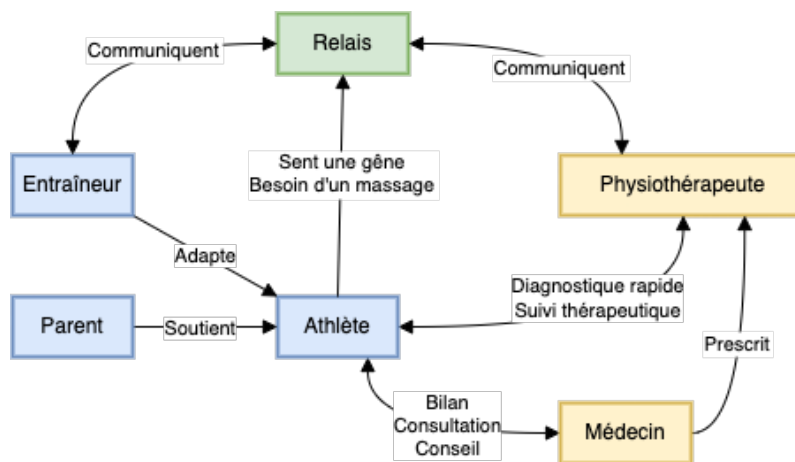 Relais
Communiquent
Communiquent
Sent une gêne
Besoin d'un massage
Entraîneur
Physiothérapeute
Adapte
Diagnostique rapide
Suivi thérapeutique
Parent
Soutient
Athlète
Prescrit
Bilan
Consultation
Conseil
Médecin